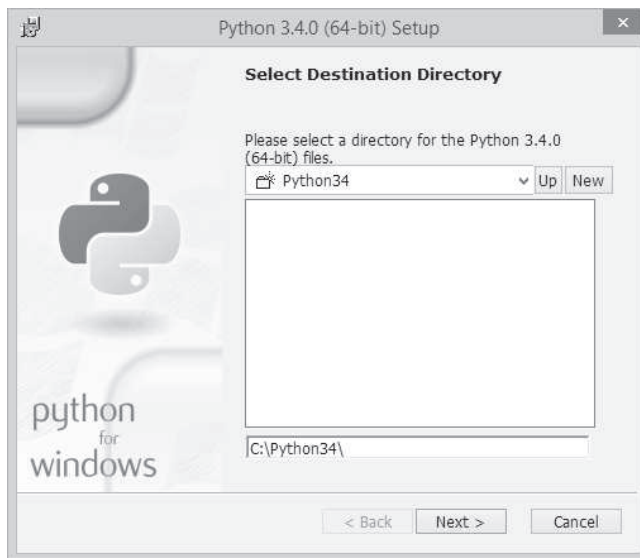 Python 3.4.0 (64-bit) Setup
Select Destination Directory
Please select a directory for the Python 3.4.0
(64-bit) files.
Python34
Up
New
C:\Python34\
python
for
windows
< Back
Next >
Cancel